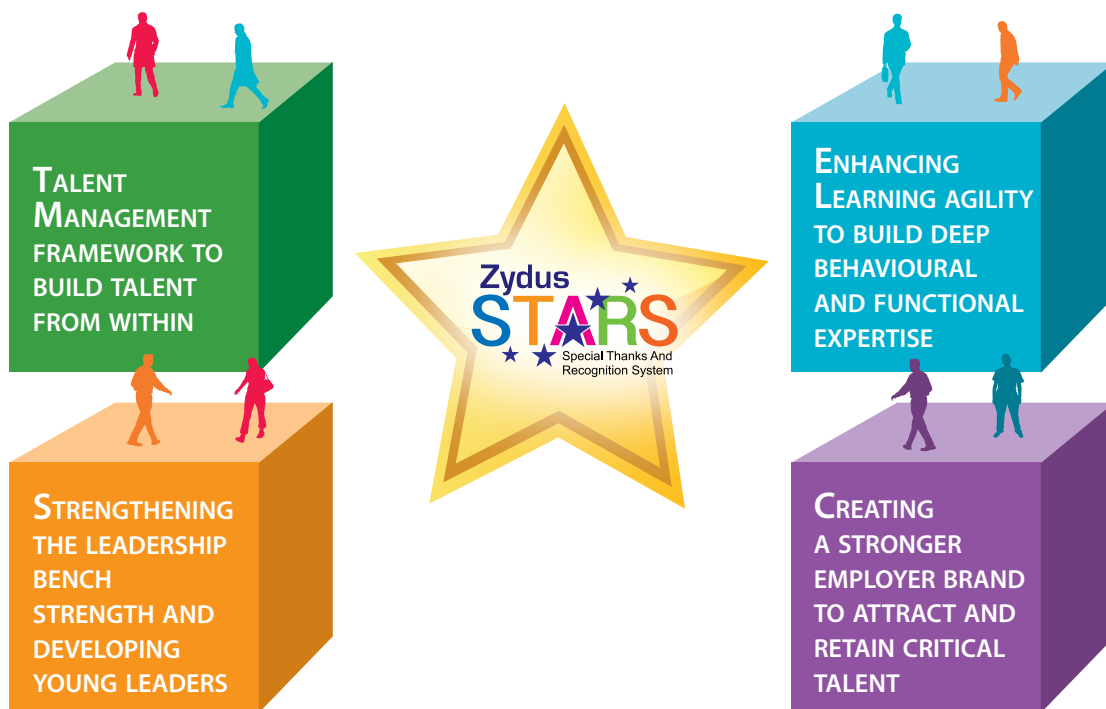 TALENT
MANAGEMENT
FRAMEWORK TO
BUILD TALENT
FROM WITHIN
Zydus
STARS
Special Thanks And
Recognition System
ENHANCING
LEARNING AGILITY
TO BUILD DEEP
BEHAVIOURAL
AND FUNCTIONAL
EXPERTISE
STRENGTHENING
THE LEADERSHIP
BENCH
STRENGTH AND
DEVELOPING
YOUNG LEADERS
CREATING
A STRONGER
EMPLOYER BRAND
TO ATTRACT AND
RETAIN CRITICAL
TALENT